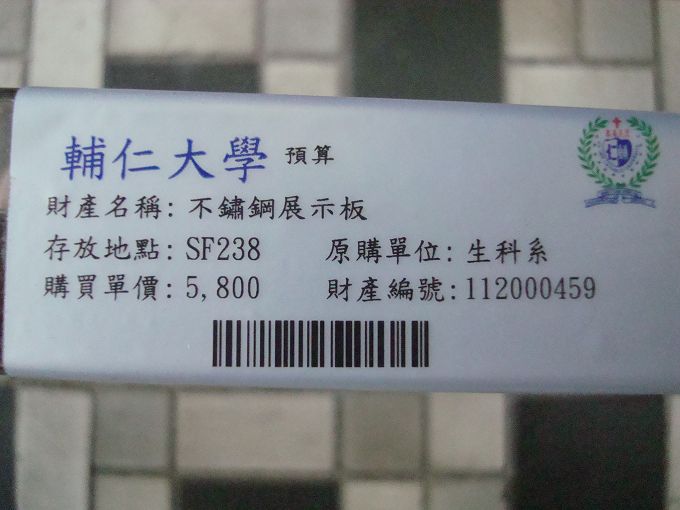 輔仁大學 預算
財產名稱: 不鏽鋼展示板
存放地點: SF238 原購單位: 生科系
購買單價: 5,800 財產編號: 112000459